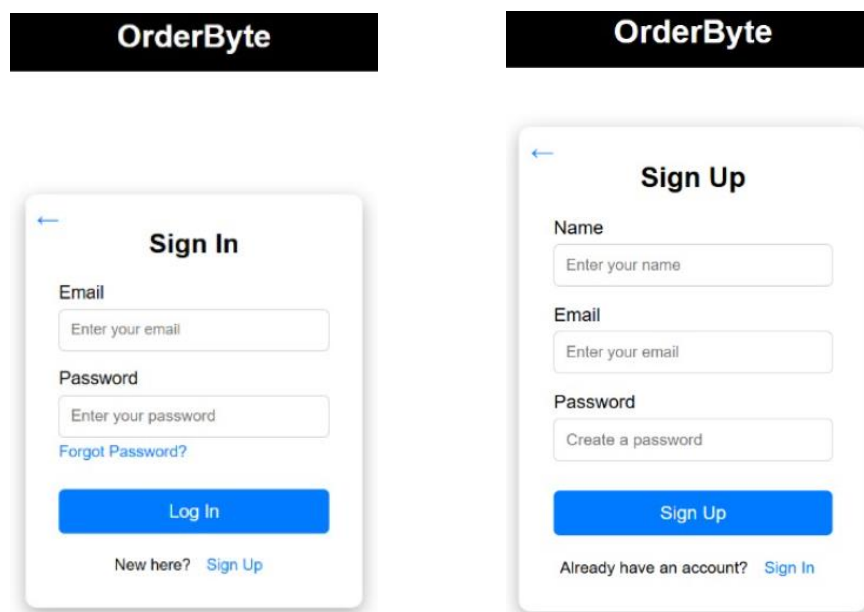 OrderByte
←
Sign In
Email
Enter your email
Password
Enter your password
Forgot Password?
Log In
New here? Sign Up
OrderByte
←
Sign Up
Name
Enter your name
Email
Enter your email
Password
Create a password
Sign Up
Already have an account? Sign In